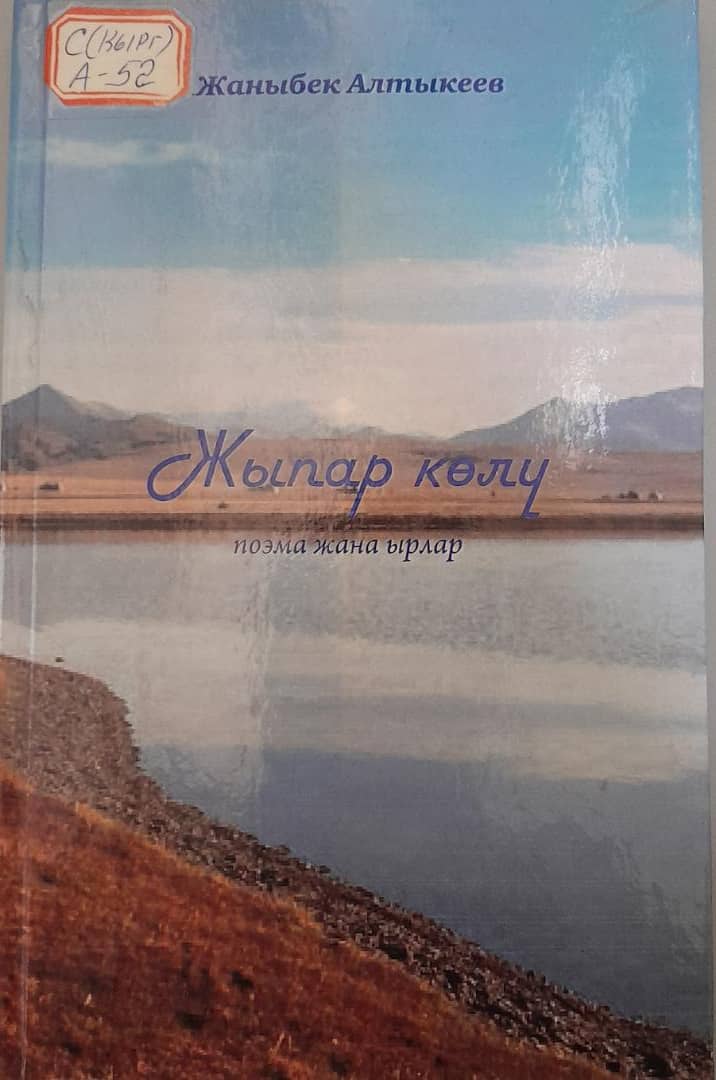 С(Кырг)
А-52
Жаныбек Алтыкеев
Жыпар көлү
поэма жана ырлар